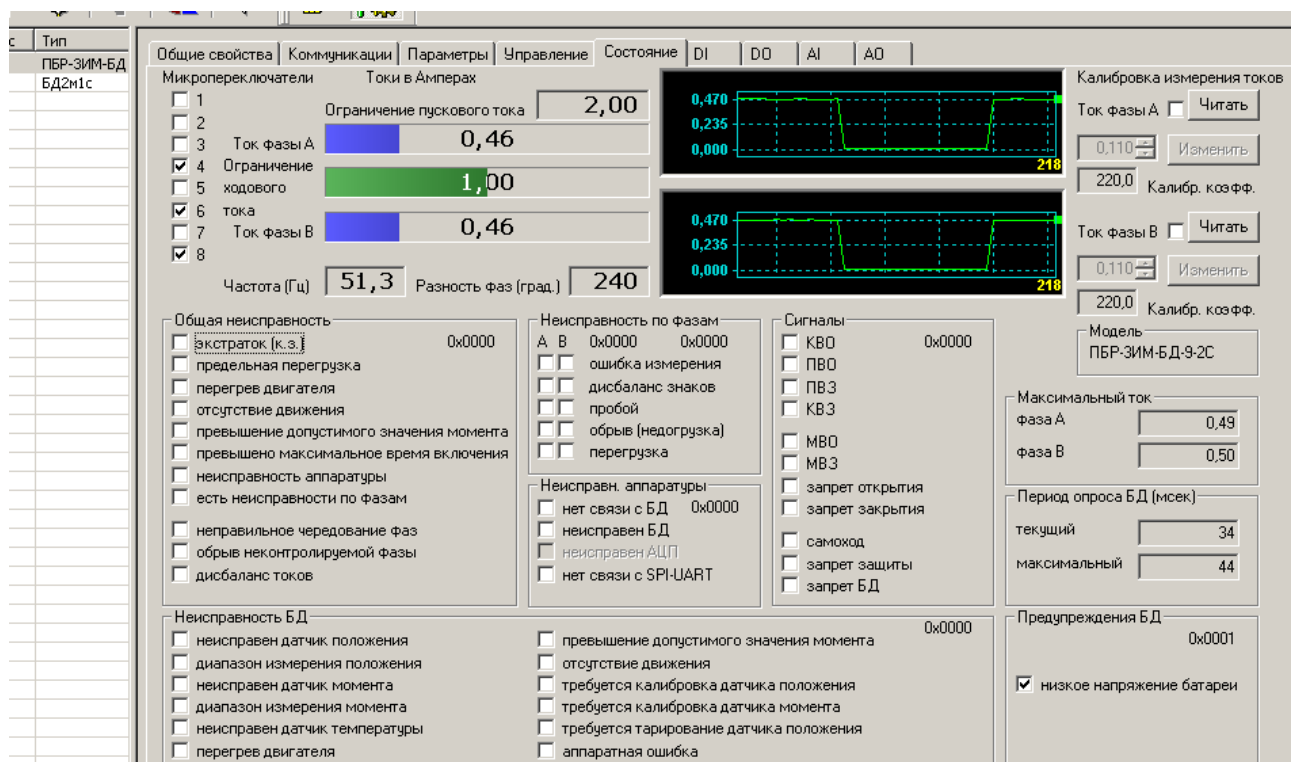 с Тип
ПБР-ЗИМ-БД
БД2м1с
Общие свойства Коммуникации Параметры Управление Состояние DI DO AI AO
Микропереключатели Токи в Амперах Калибровка измерения токов
1
2
3
4
5
6
7
8
Ограничение пускового тока 2,00
Ток фазы А 0,46
Ограничение ходового тока 1,00
Ток фазы В 0,46
Частота (Гц) 51,3 Разность фаз (град.) 240
0,470
0,235
0,000
218
0,470
0,235
0,000
218
Ток фазы А Читать
0,110 Изменить
220,0 Калибр. коэфф.
Ток фазы В Читать
0,110 Изменить
220,0 Калибр. коэфф.
Модель
ПБР-ЗИМ-БД-9-2С
Общая неисправность
экстраток (к.з.) 0x0000
предельная перегрузка
перегрев двигателя
отсутствие движения
превышение допустимого значения момента
превышено максимальное время включения
неисправность аппаратуры
есть неисправности по фазам
неправильное чередование фаз
обрыв неконтролируемой фазы
дисбаланс токов
Неисправность по фазам
А В 0x0000 0x0000
ошибка измерения
дисбаланс знаков
пробой
обрыв (недогрузка)
перегрузка
Неисправн. аппаратуры
нет связи с БД 0x0000
неисправен БД
неисправен АЦП
нет связи с SPI-UART
Сигналы
КВО 0x0000
ПВО
ПВЗ
КВЗ
МВО
МВЗ
запрет открытия
запрет закрытия
самоход
запрет защиты
запрет БД
Максимальный ток
фаза А 0,49
фаза В 0,50
Период опроса БД (мсек)
текущий 34
максимальный 44
Неисправность БД
0x0000
неисправен датчик положения
диапазон измерения положения
неисправен датчик момента
диапазон измерения момента
неисправен датчик температуры
перегрев двигателя
превышение допустимого значения момента
отсутствие движения
требуется калибровка датчика положения
требуется калибровка датчика момента
требуется тарирование датчика положения
аппаратная ошибка
Предупреждения БД
0x0001
низкое напряжение батареи